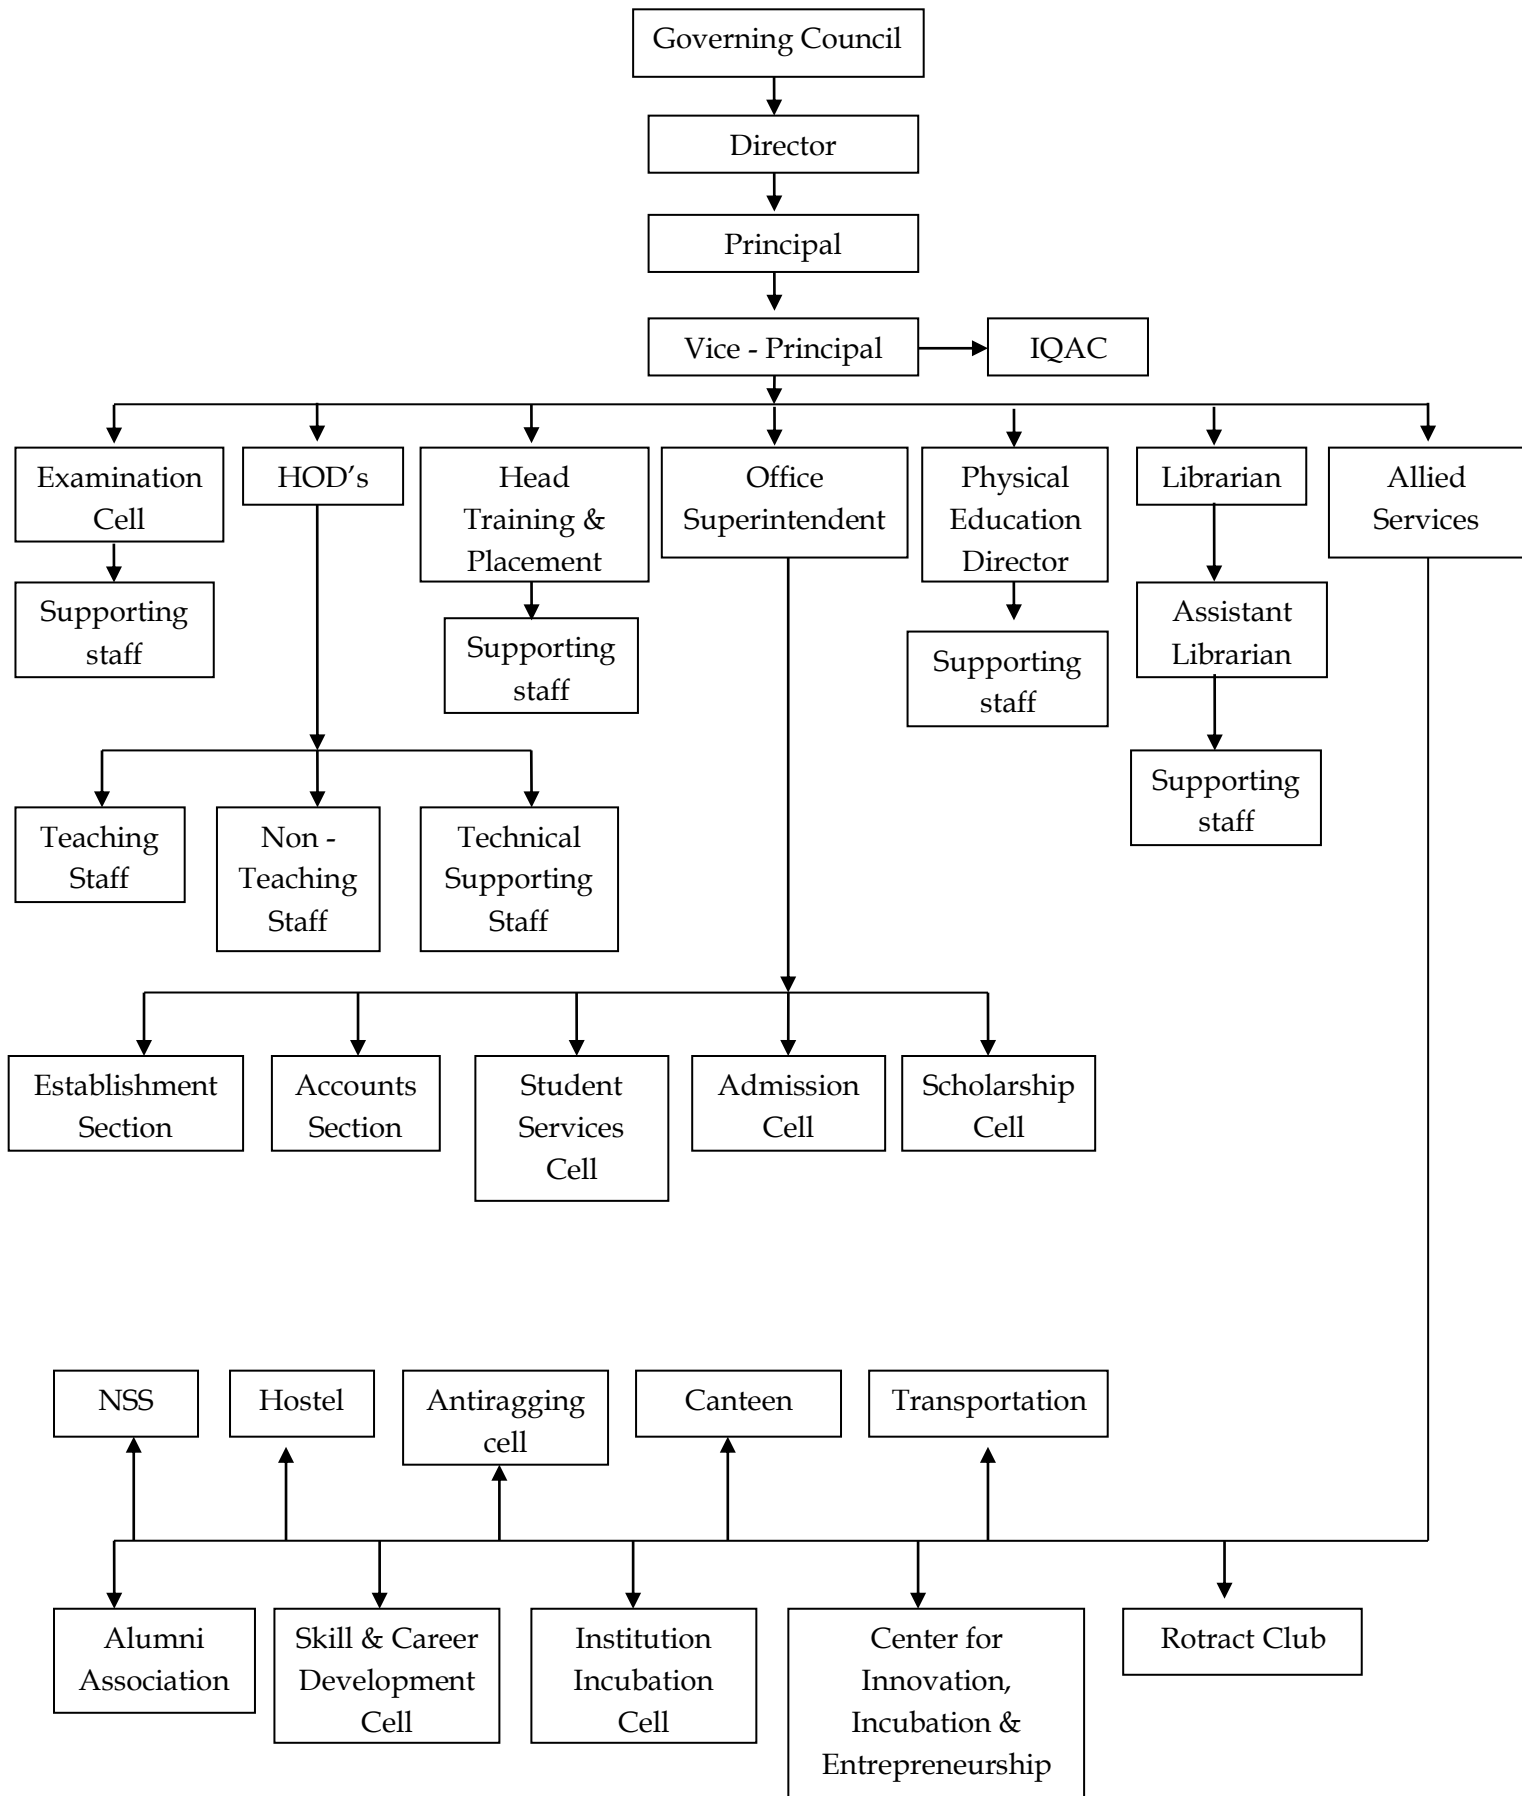 Governing Council
Director
Principal
Vice - Principal
IQAC
Examination
Cell
HOD’s
Head
Training &
Placement
Office
Superintendent
Physical
Education
Director
Librarian
Allied
Services
Supporting
staff
Supporting
staff
Supporting
staff
Assistant
Librarian
Supporting
staff
Teaching
Staff
Non -
Teaching
Staff
Technical
Supporting
Staff
Establishment
Section
Accounts
Section
Student
Services
Cell
Admission
Cell
Scholarship
Cell
NSS
Hostel
Antiragging
cell
Canteen
Transportation
Alumni
Association
Skill & Career
Development
Cell
Institution
Incubation
Cell
Center for
Innovation,
Incubation &
Entrepreneurship
Rotract Club